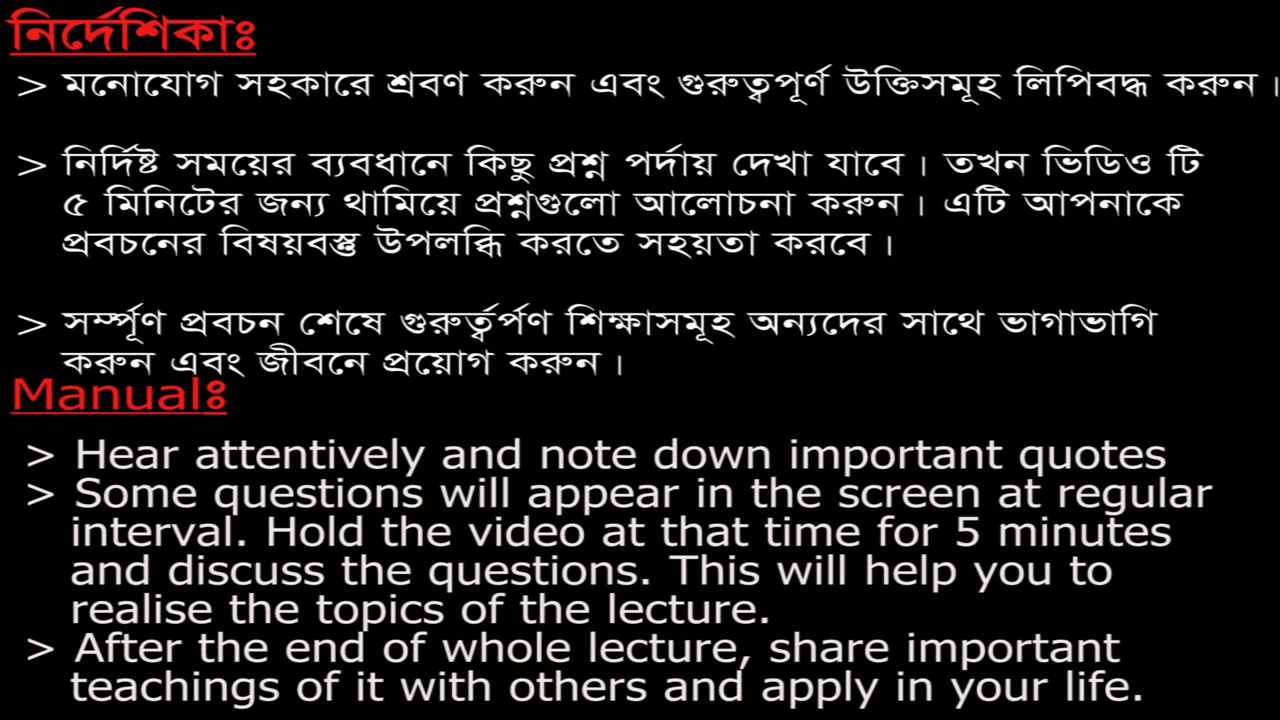 নির্দেশিকাঃ
> মনোযোগ সহকারে শ্রবণ করুন এবং গুরুত্বপূর্ণ উক্তিসমূহ লিপিবদ্ধ করুন ।
> নির্দিষ্ট সময়ের ব্যবধানে কিছু প্রশ্ন পর্দায় দেখা যাবে । তখন ভিডিও টি
৫ মিনিটের জন্য থামিয়ে প্রশ্নগুলো আলোচনা করুন । এটি আপনাকে
প্রবচনের বিষয়বস্তু উপলব্ধি করতে সহয়তা করবে ।
> সর্ম্পূণ প্রবচন শেষে গুরুর্ত্বর্পণ শিক্ষাসমূহ অন্যদের সাথে ভাগাভাগি
করুন এবং জীবনে প্রয়োগ করুন ।
Manualঃ
> Hear attentively and note down important quotes
> Some questions will appear in the screen at regular
interval. Hold the video at that time for 5 minutes
and discuss the questions. This will help you to
realise the topics of the lecture.
> After the end of whole lecture, share important
teachings of it with others and apply in your life.